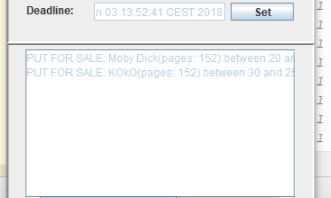 Deadline: n 03 13:52:41 CEST 2018 Set
PUT FOR SALE: Moby Dick(pages: 152) between 20 ar
PUT FOR SALE: KOkO(pages: 152) between 30 and 25